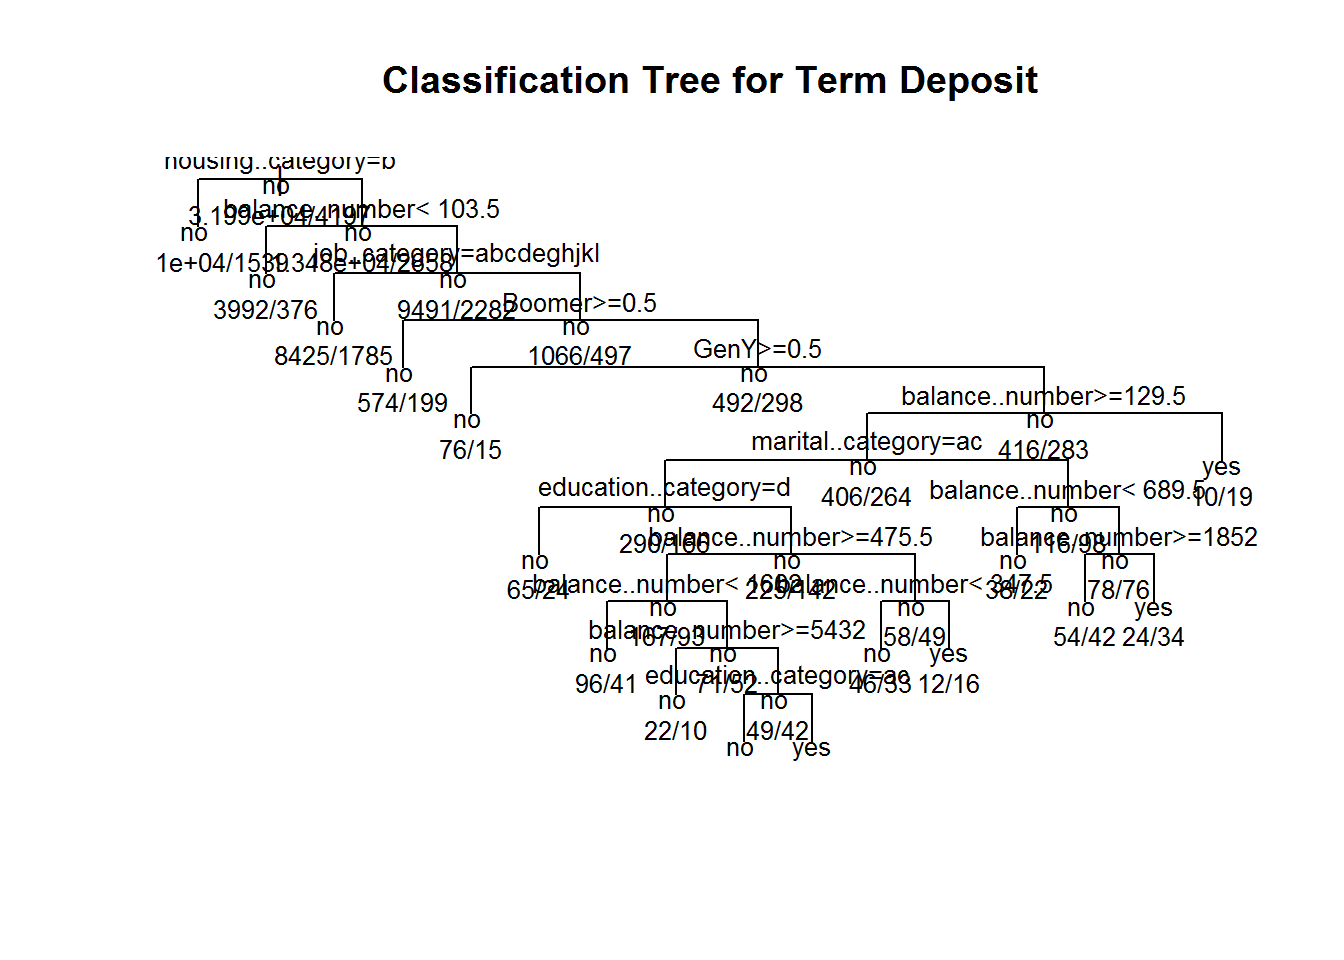 Classification Tree for Term Deposit
housing..category=b
no
3.199e+04/4197
balance..number< 103.5
no
no
1e+04/1539
1.348e+04/2658
job..category=abcdeghjkl
no
no
3992/376
9491/2282
Boomer>=0.5
no
no
8425/1785
1066/497
GenY>=0.5
no
no
574/199
492/298
balance..number>=129.5
no
no
76/15
416/283
marital..category=ac
no
yes
406/264
10/19
education..category=d
balance..number< 689.5
no
no
290/166
116/98
balance..number>=475.5
balance..number>=1852
no
no
no
no
65/24
225/142
38/22
78/76
balance..number< 1602
balance..number< 347.5
no
no
no
yes
167/93
58/49
54/42
24/34
balance..number>=5432
no
no
no
yes
96/41
71/52
46/33
12/16
education..category=ac
no
no
22/10
49/42
no
yes